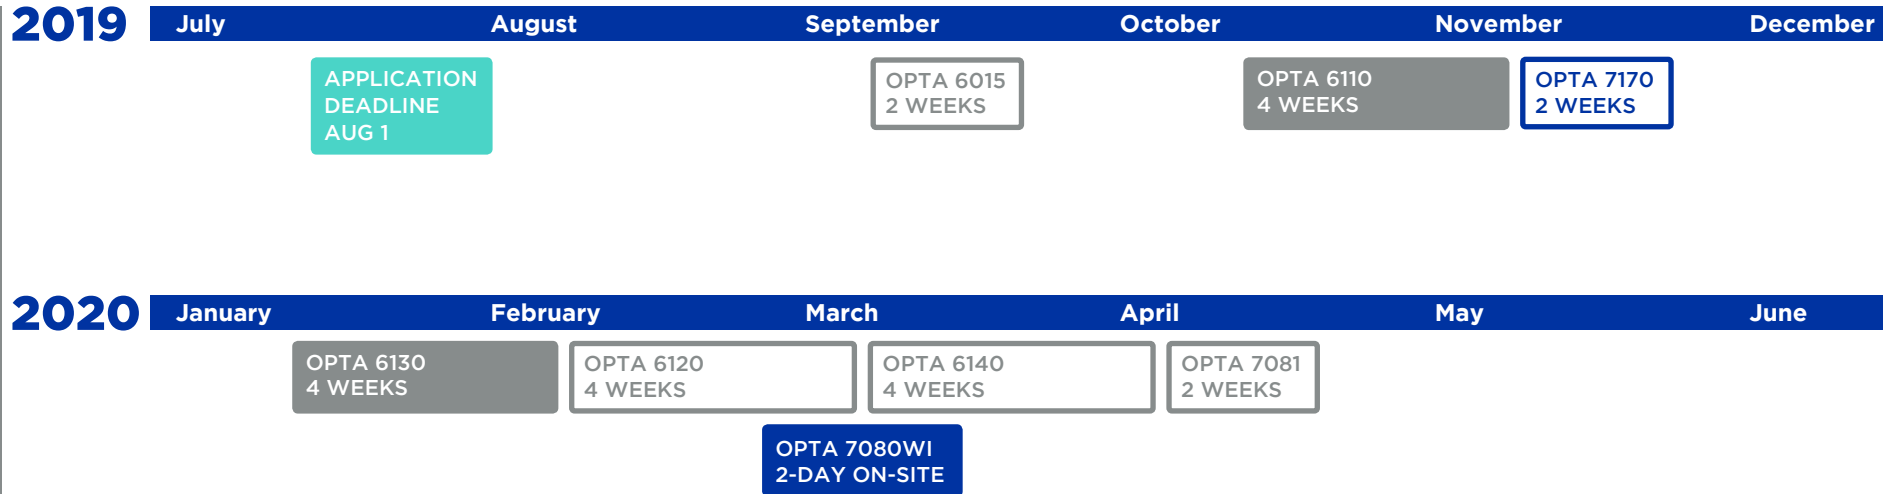 2019 July August September October November December
APPLICATION
DEADLINE
AUG 1
OPTA 6015
2 WEEKS
OPTA 6110
4 WEEKS
OPTA 7170
2 WEEKS
2020 January February March April May June
OPTA 6130
4 WEEKS
OPTA 6120
4 WEEKS
OPTA 6140
4 WEEKS
OPTA 7081
2 WEEKS
OPTA 7080WI
2-DAY ON-SITE